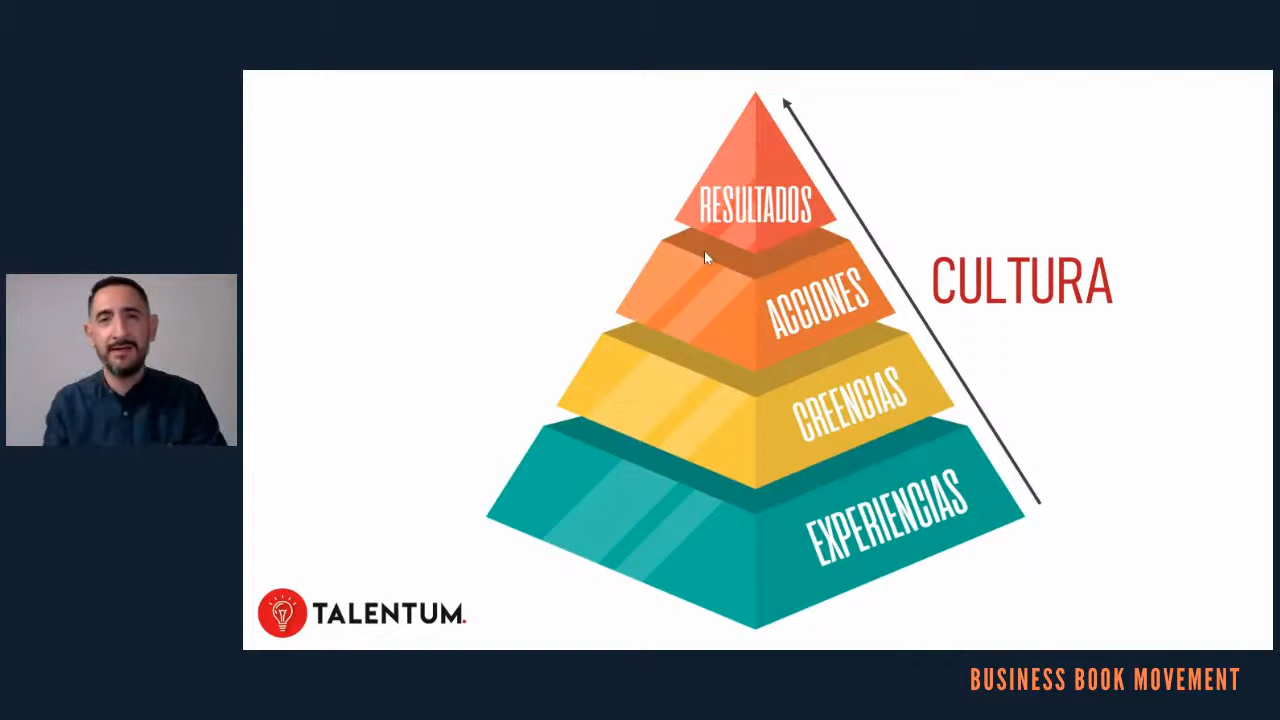 RESULTADOS
ACCIONES
CULTURA
CREENCIAS
EXPERIENCIAS
TALENTUM.
BUSINESS BOOK MOVEMENT